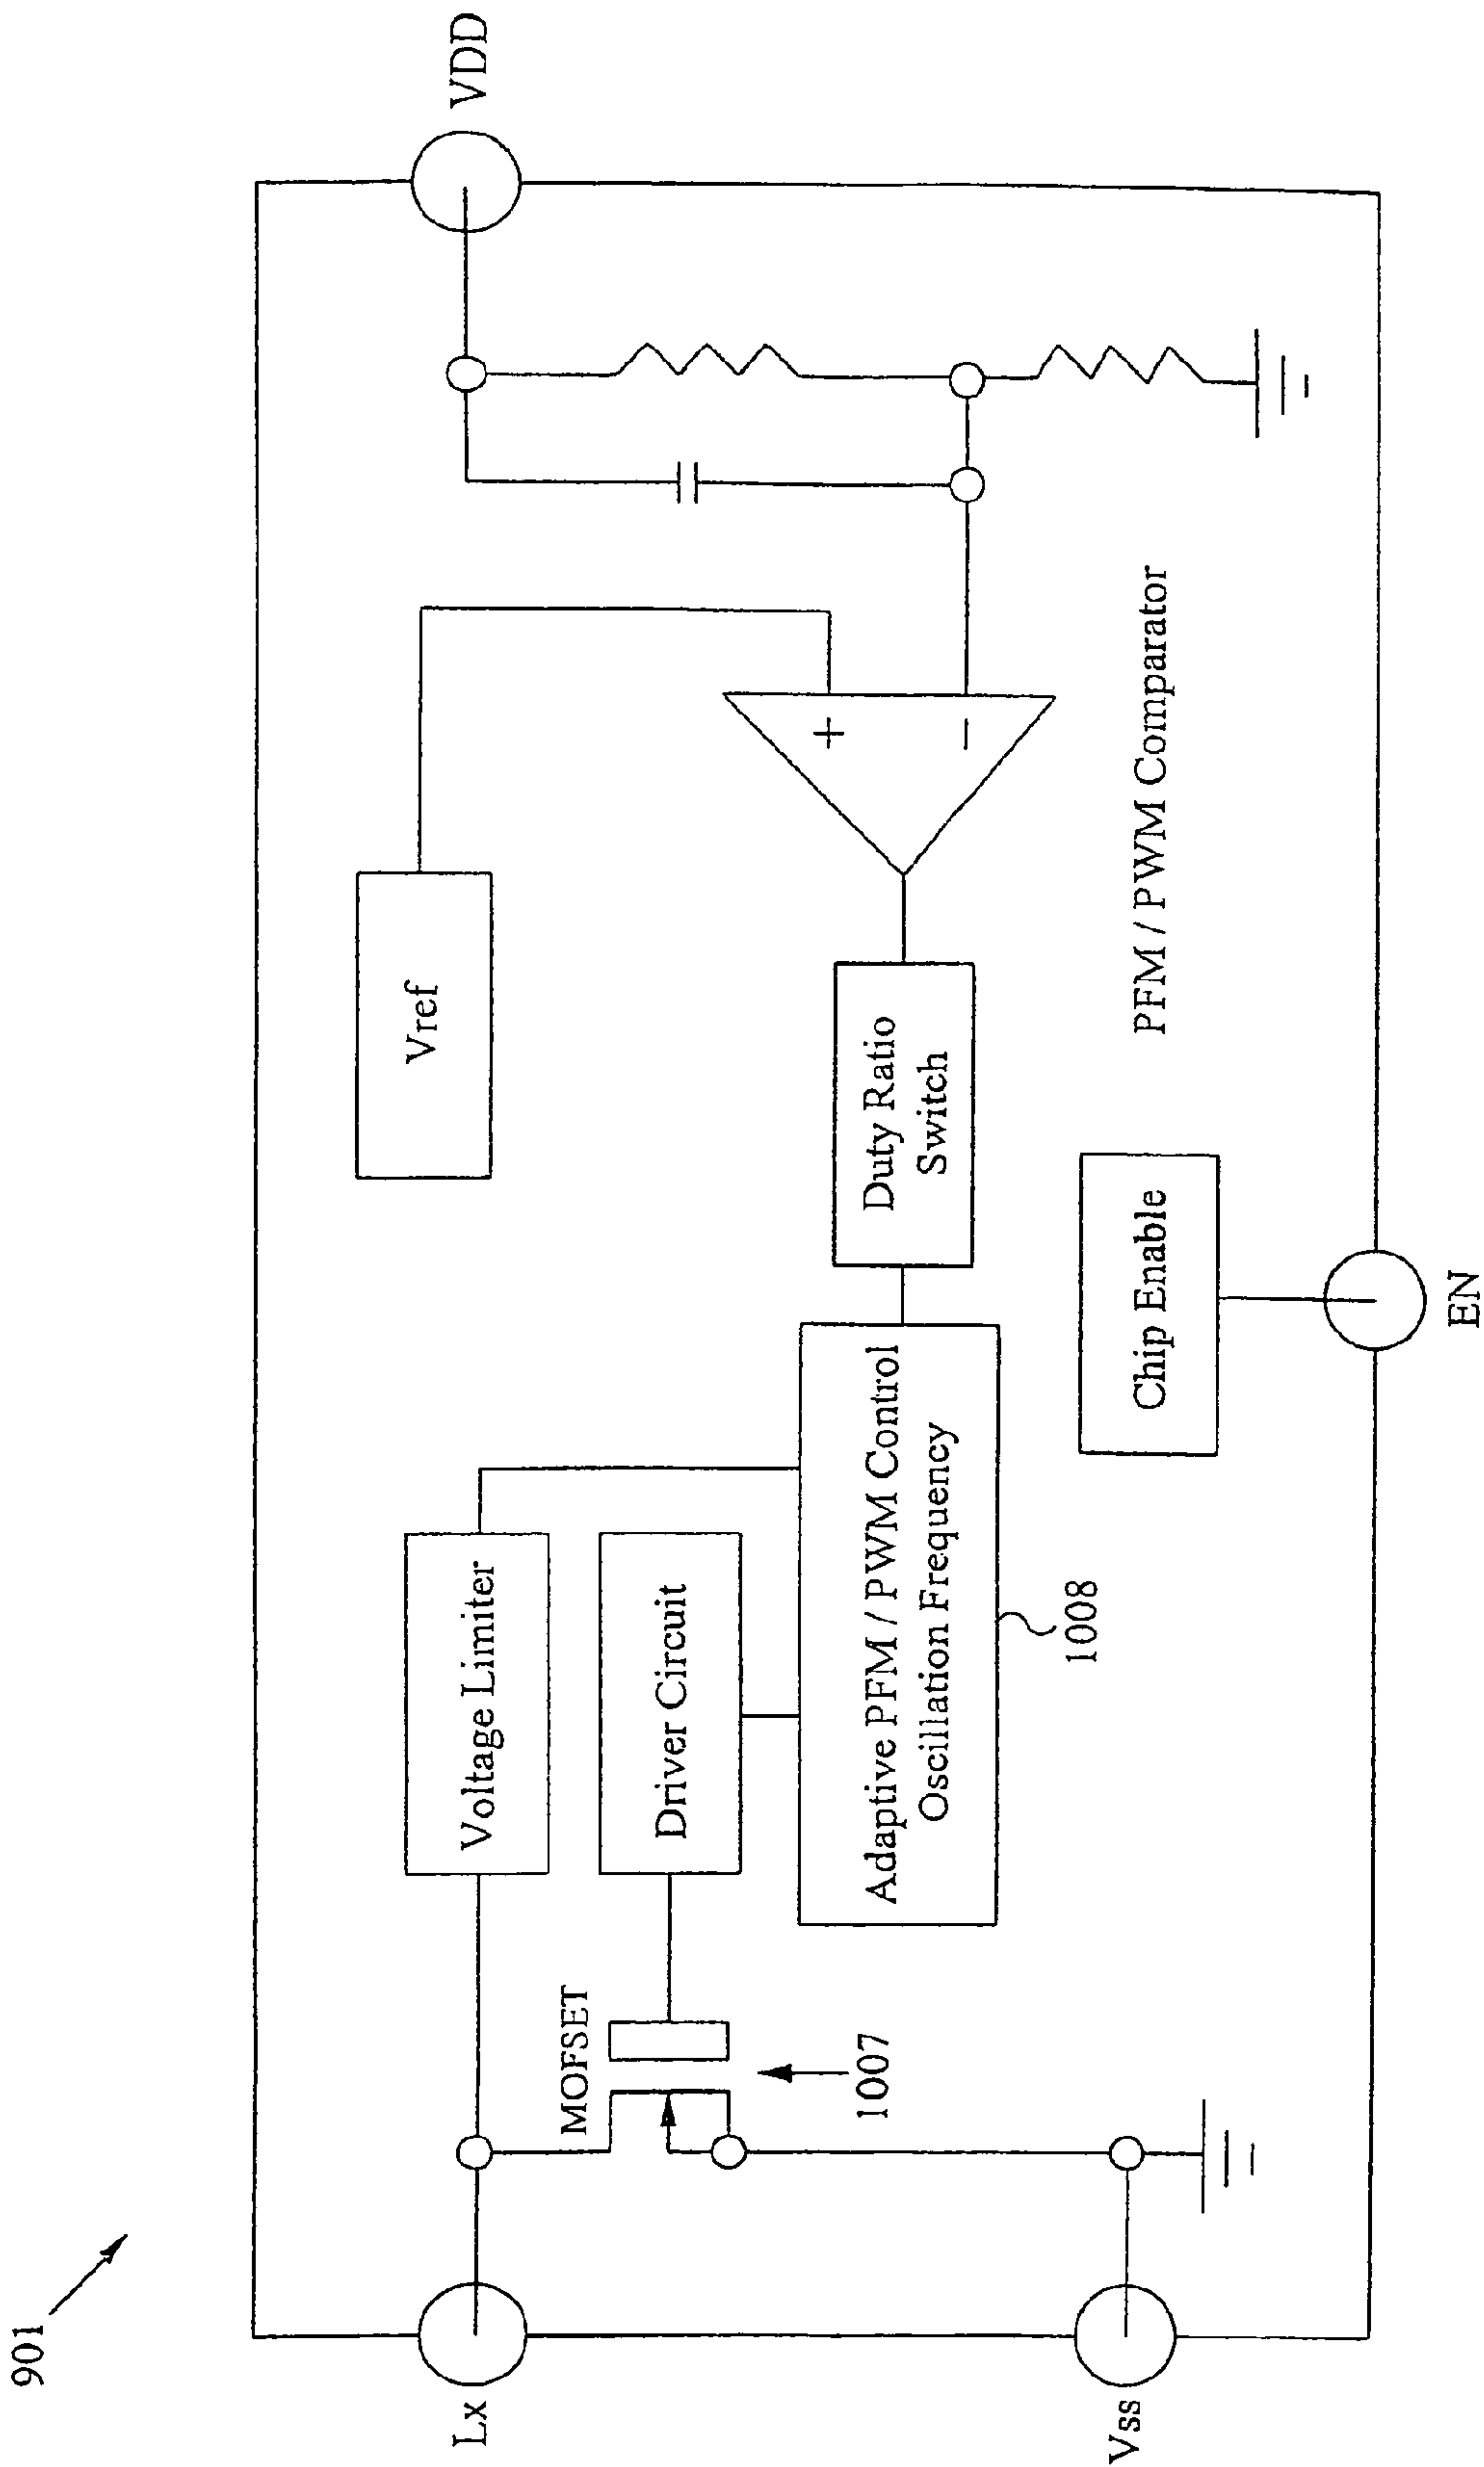 901
Lx
Vss
VDD
EN
Voltage Limiter
MOFSET
Driver Circuit
1007
Adaptive PFM / PWM Control
Oscillation Frequency
1008
Vref
Duty Ratio
Switch
+
−
Chip Enable
PFM / PWM Comparator